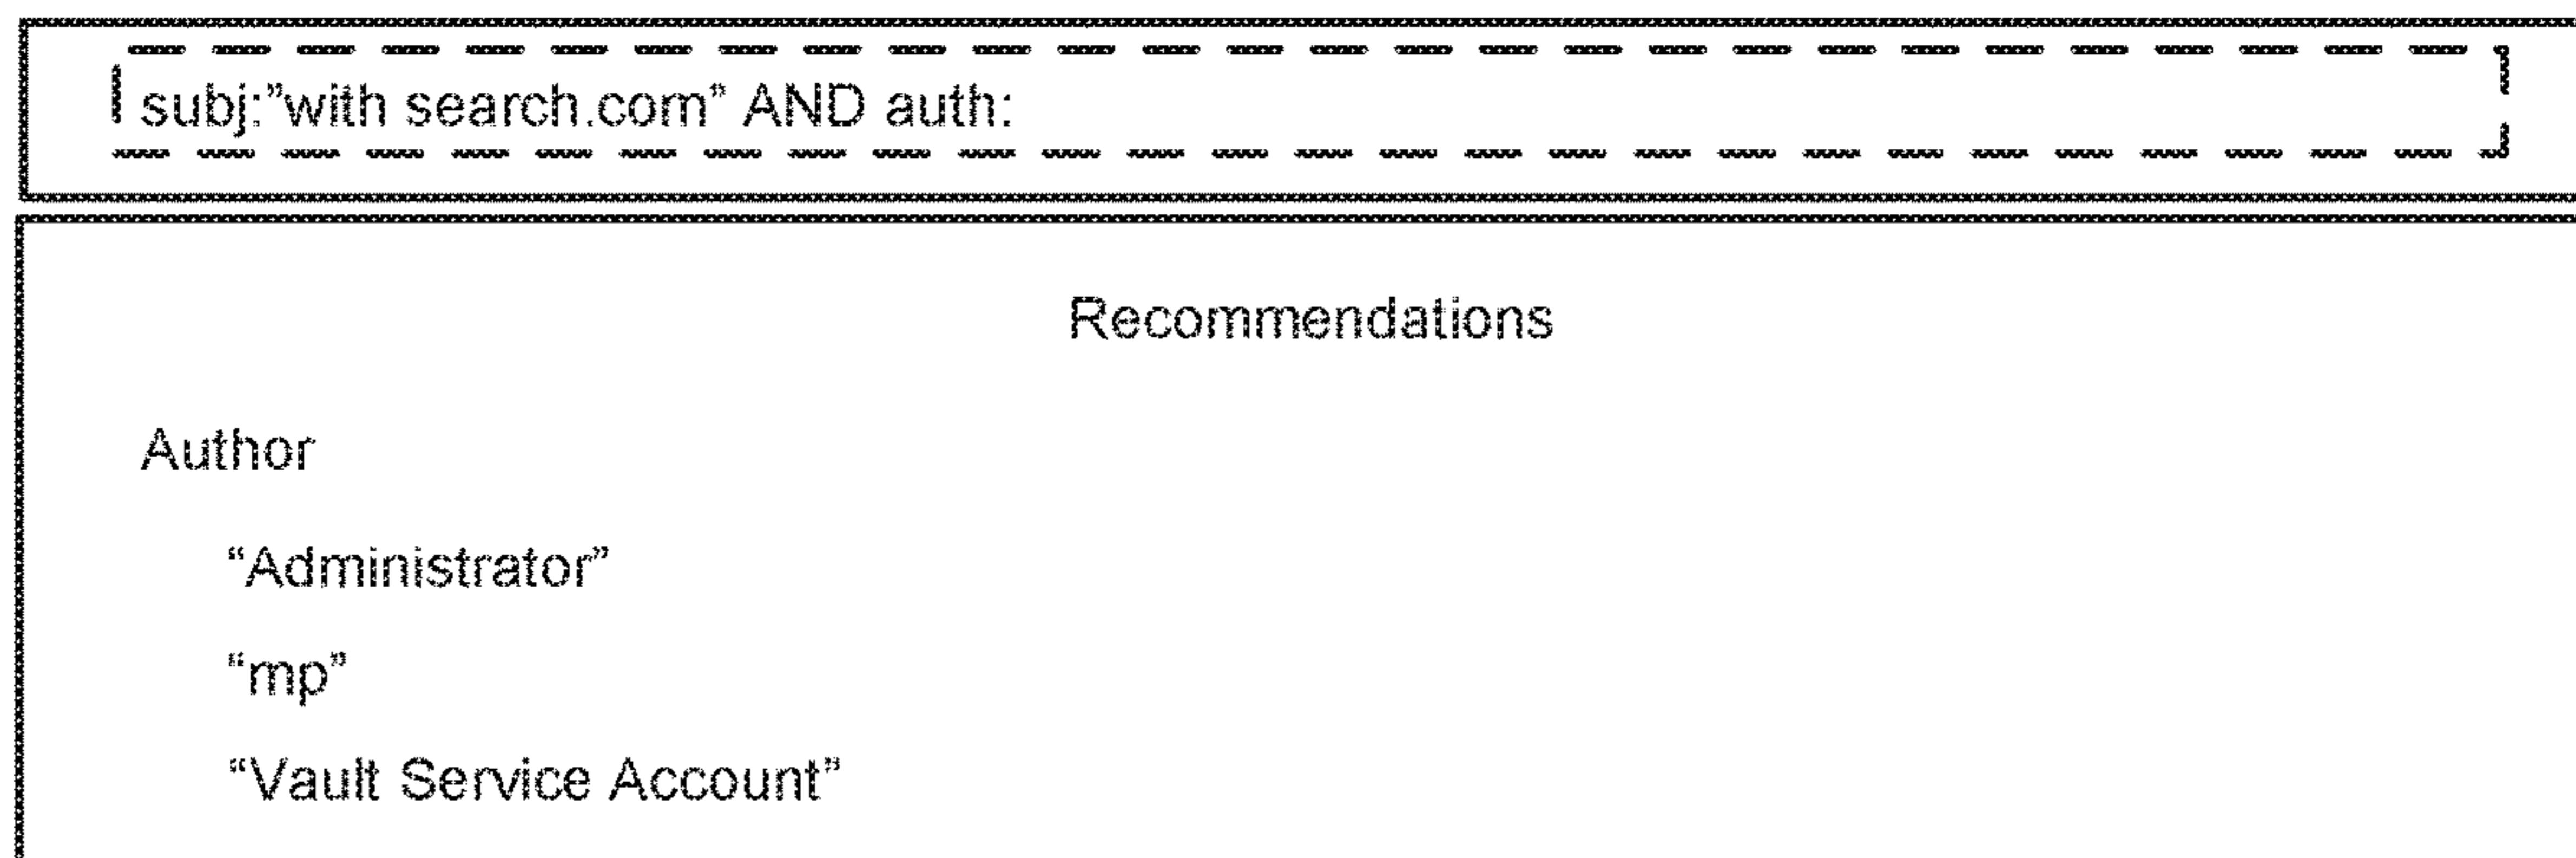 subj:”with search.com” AND auth:
Recommendations
Author
“Administrator”
“mp”
“Vault Service Account”